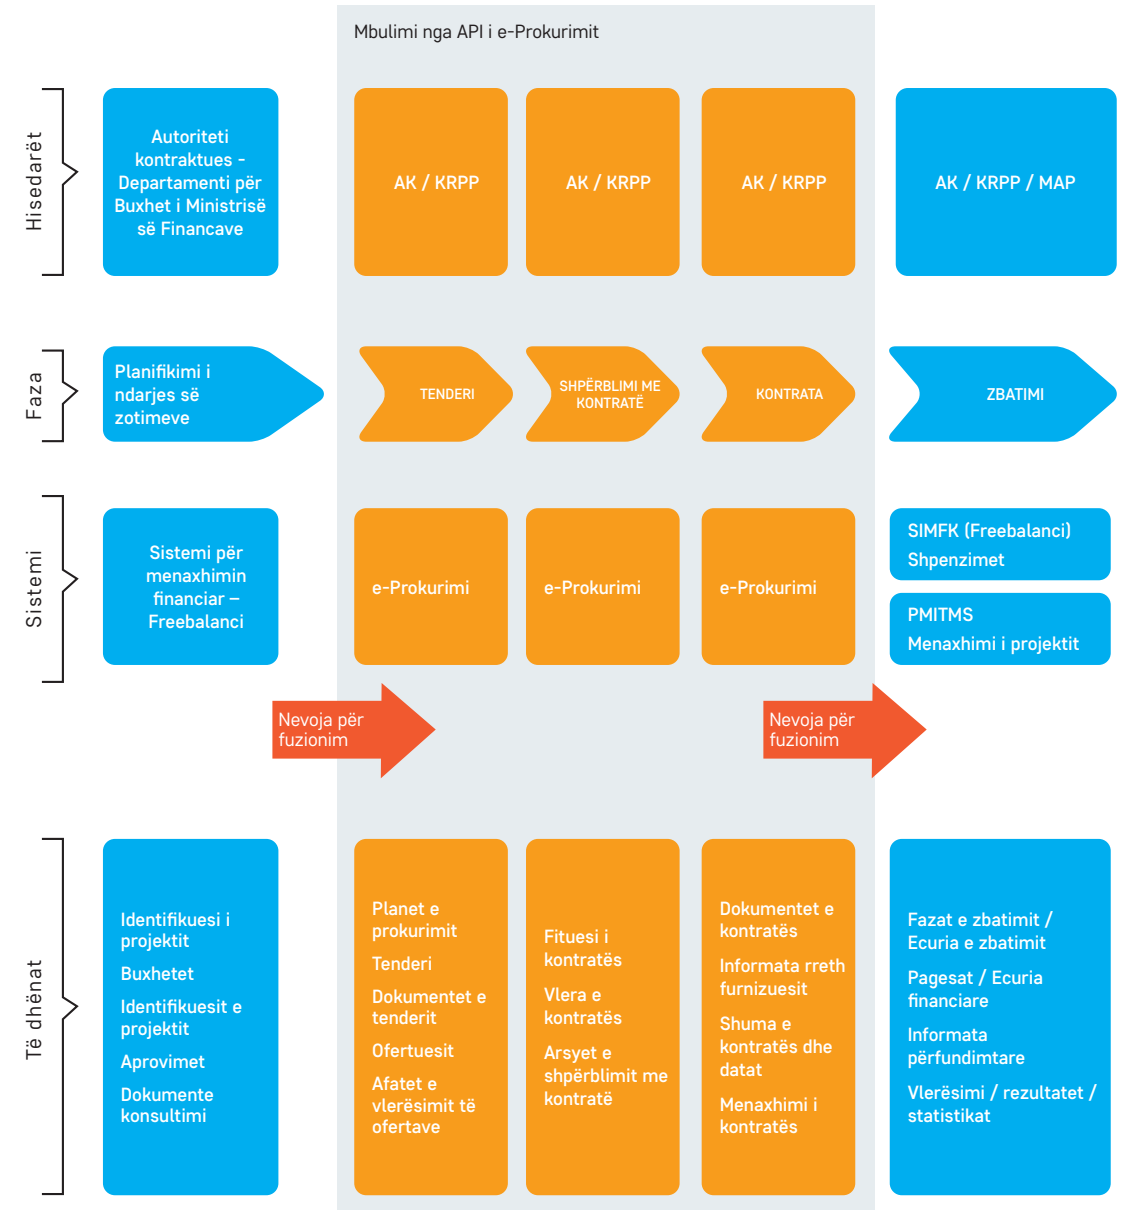 Mbulimi nga API i e-Prokurimit
Hisedarët
Autoriteti
kontraktues -
Departamenti për
Buxhet i Ministrisë
së Financave
AK / KRPP
AK / KRPP
AK / KRPP
AK / KRPP / MAP
Faza
Planifikimi i
ndarjes së
zotimeve
TENDERI
SHPËRBLIMI ME
KONTRATË
KONTRATA
ZBATIMI
Sistemi
Sistemi për
menaxhimin
financiar –
Freebalanci
e-Prokurimi
e-Prokurimi
e-Prokurimi
SIMFK (Freebalanci)
Shpenzimet
PMITMS
Menaxhimi i projektit
Nevoja për
fuzionim
Nevoja për
fuzionim
Të dhënat
Identifikuesi i
projektit
Buxhetet
Identifikuesit e
projektit
Aprovimet
Dokumente
konsultimi
Planet e
prokurimit
Tenderi
Dokumentet e
tenderit
Ofertuesit
Afatet e
vlerësimit të
ofertave
Fituesi i
kontratës
Vlera e
kontratës
Arsyet e
shpërblimit me
kontratë
Dokumentet e
kontratës
Informata rreth
furnizuesit
Shuma e
kontratës dhe
datat
Menaxhimi i
kontratës
Fazat e zbatimit /
Ecuria e zbatimit
Pagesat / Ecuria
financiare
Informata
përfundimtare
Vlerësimi / rezultatet /
statistikat